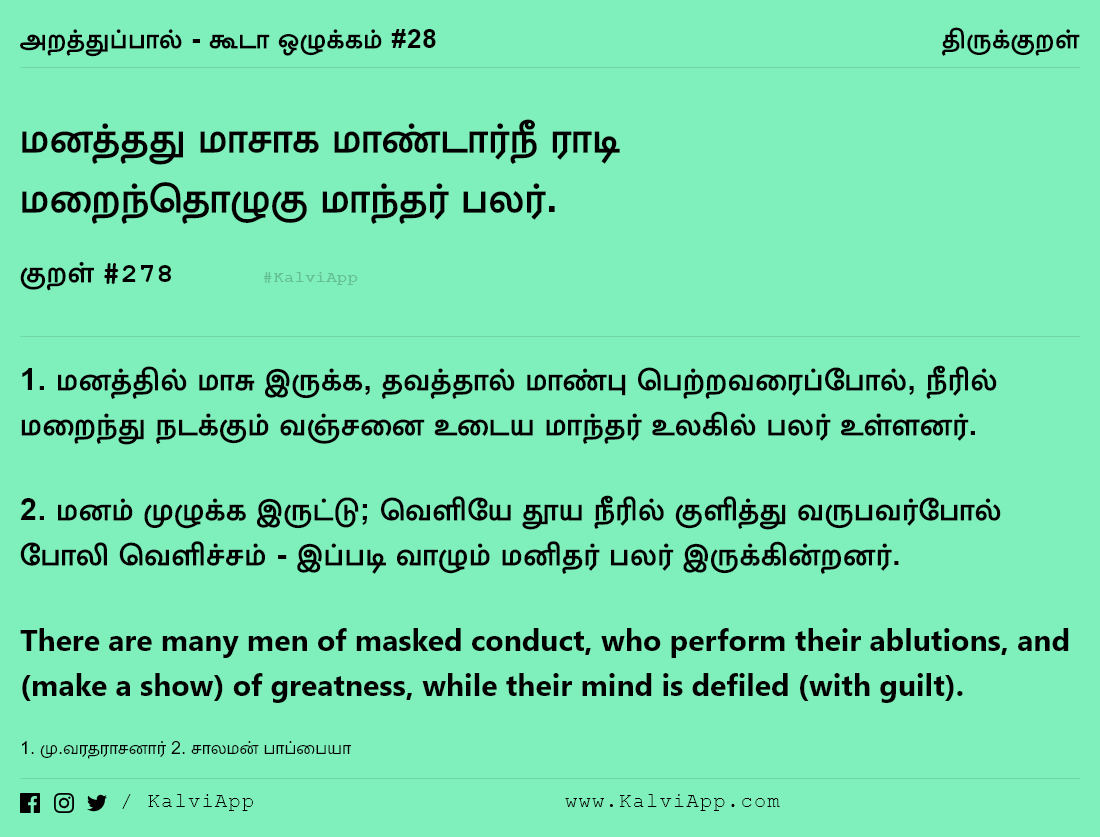 அறத்துப்பால் - கூடா ஒழுக்கம் #28
திருக்குறள்
மனத்தது மாசாக மாண்டார்நீ ராடி
மறைந்தொழுகு மாந்தர் பலர்.
குறள் #278
#KalviApp
1. மனத்தில் மாசு இருக்க, தவத்தால் மாண்பு பெற்றவரைப்போல், நீரில்
மறைந்து நடக்கும் வஞ்சனை உடைய மாந்தர் உலகில் பலர் உள்ளனர்.
2. மனம் முழுக்க இருட்டு; வெளியே தூய நீரில் குளித்து வருபவர்போல்
போலி வெளிச்சம் - இப்படி வாழும் மனிதர் பலர் இருக்கின்றனர்.
There are many men of masked conduct, who perform their ablutions, and
(make a show) of greatness, while their mind is defiled (with guilt).
1. மு.வரதராசனார் 2. சாலமன் பாப்பையா
/ KalviApp
www.KalviApp.com